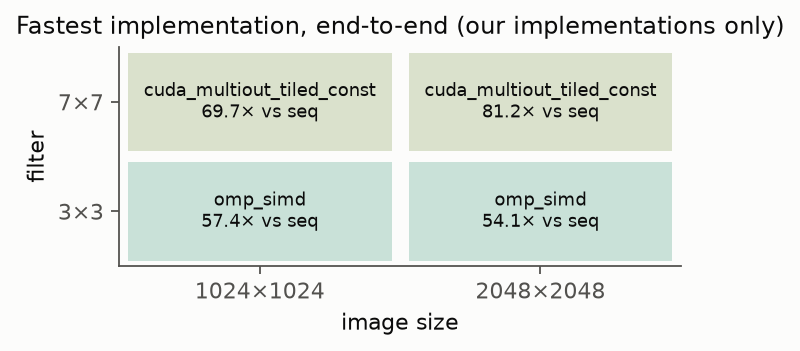 Fastest implementation, end-to-end (our implementations only)
filter
7×7
cuda_multiout_tiled_const
69.7× vs seq
cuda_multiout_tiled_const
81.2× vs seq
3×3
omp_simd
57.4× vs seq
omp_simd
54.1× vs seq
1024×1024
2048×2048
image size